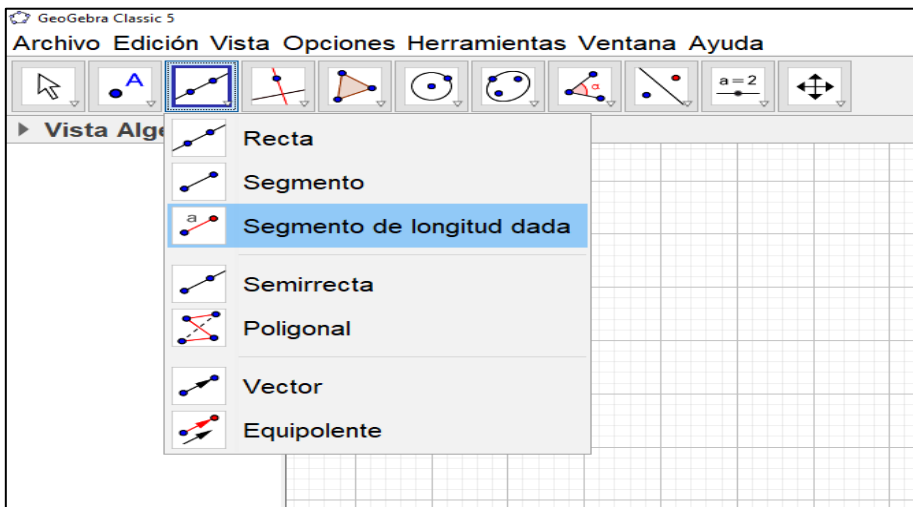 GeoGebra Classic 5
Archivo Edición Vista Opciones Herramientas Ventana Ayuda
A
α
a = 2
Vista Alge
Recta
Segmento
a
Segmento de longitud dada
Semirrecta
Poligonal
Vector
Equipolente